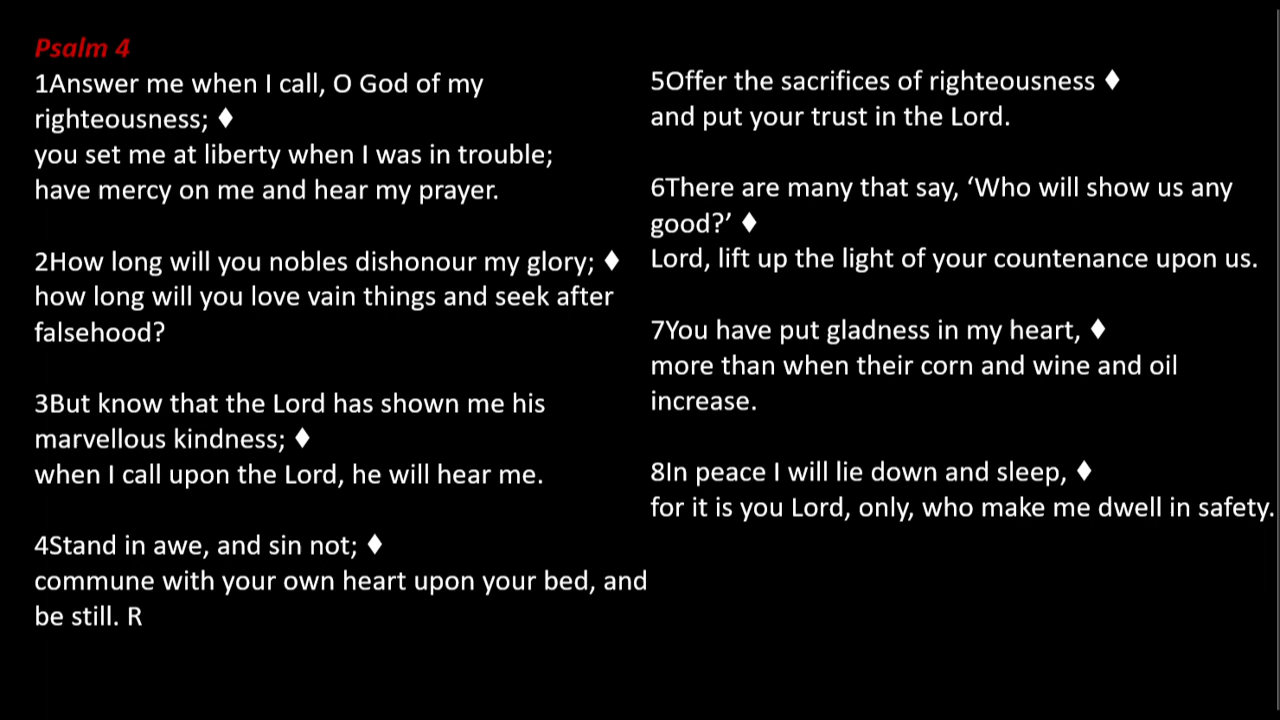 Psalm 4
1Answer me when I call, O God of my
righteousness; ♦
you set me at liberty when I was in trouble;
have mercy on me and hear my prayer.
2How long will you nobles dishonour my glory; ♦
how long will you love vain things and seek after
falsehood?
3But know that the Lord has shown me his
marvellous kindness; ♦
when I call upon the Lord, he will hear me.
4Stand in awe, and sin not; ♦
commune with your own heart upon your bed, and
be still. R
5Offer the sacrifices of righteousness ♦
and put your trust in the Lord.
6There are many that say, ‘Who will show us any
good?’ ♦
Lord, lift up the light of your countenance upon us.
7You have put gladness in my heart, ♦
more than when their corn and wine and oil
increase.
8In peace I will lie down and sleep, ♦
for it is you Lord, only, who make me dwell in safety.